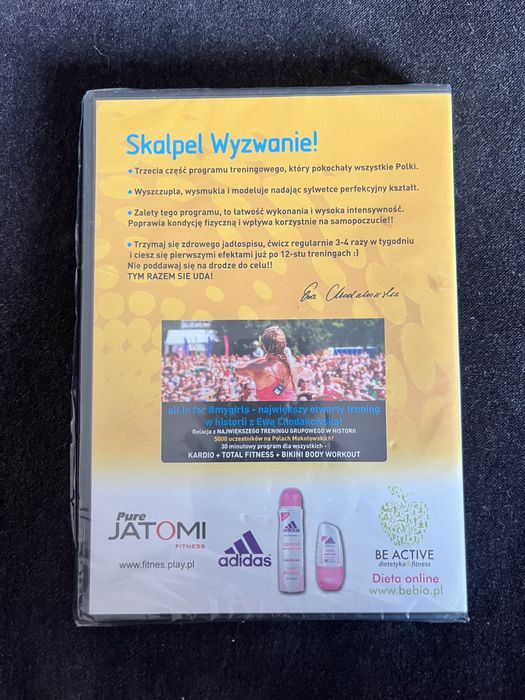 Skalpel Wyzwanie!
Trzecia część programu treningowego, który pokochały wszystkie Polki.
Wyszczupla, wysmukla i modeluje nadając sylwetce perfekcyjny kształt.
Zalety tego programu, to łatwość wykonania i wysoka intensywność.
Poprawia kondycję fizyczną i wpływa korzystnie na samopoczucie!!
Trzymaj się zdrowego jadłospisu, ćwicz regularnie 3-4 razy w tygodniu
i ciesz się pierwszymi efektami już po 12-stu treningach :)
Nie poddawaj się na drodze do celu!!
TYM RAZEM SIE UDA!
Ewa Chodakowska
all in for #mygirls - największy otwarty trening
w historii z Ewą Chodakowską!
Relacja z NAJWIĘKSZEGO TRENINGU GRUPOWEGO W HISTORII
5000 uczestników na Polach Mokotowskich!
30 minutowy program dla wszystkich -
KARDIO + TOTAL FITNESS + BIKINI BODY WORKOUT
Pure
JATOMI
FITNESS
www.fitnes.play.pl
adidas
adidas
BE ACTIVE
dietetyka & fitness
Dieta online
www.bebio.pl